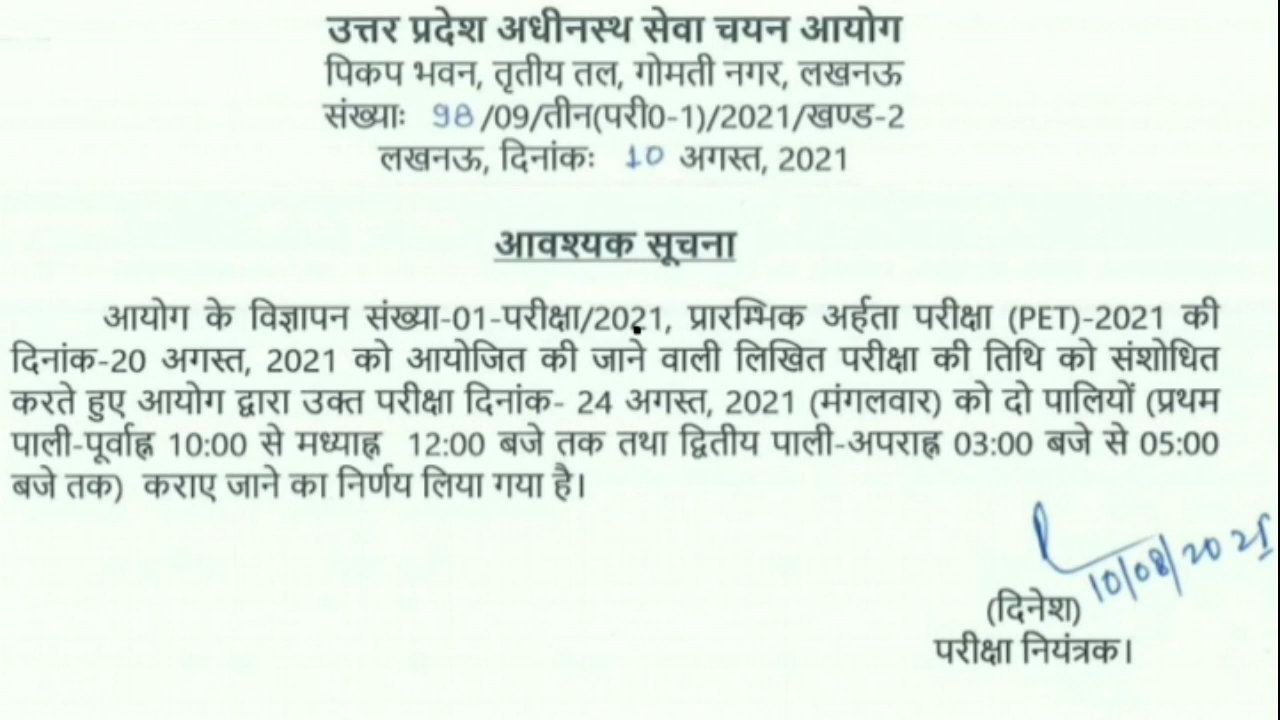 उत्तर प्रदेश अधीनस्थ सेवा चयन आयोग
पिकप भवन, तृतीय तल, गोमती नगर, लखनऊ
संख्याः 98/09/तीन(परी0-1)/2021/खण्ड-2
लखनऊ, दिनांकः 10 अगस्त, 2021
आवश्यक सूचना
आयोग के विज्ञापन संख्या-01-परीक्षा/2021, प्रारम्भिक अर्हता परीक्षा (PET)-2021 की
दिनांक-20 अगस्त, 2021 को आयोजित की जाने वाली लिखित परीक्षा की तिथि को संशोधित
करते हुए आयोग द्वारा उक्त परीक्षा दिनांक- 24 अगस्त, 2021 (मंगलवार) को दो पालियों (प्रथम
पाली-पूर्वाह्न 10:00 से मध्याह्न 12:00 बजे तक तथा द्वितीय पाली-अपराह्न 03:00 बजे से 05:00
बजे तक) कराए जाने का निर्णय लिया गया है।
10/08/2021
(दिनेश)
परीक्षा नियंत्रक।